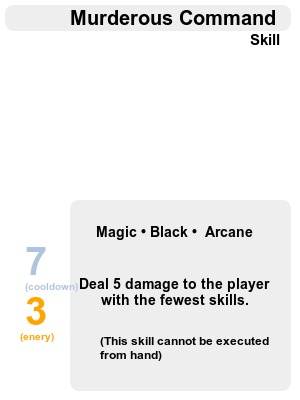 Murderous Command
Skill
Magic • Black • Arcane
7
(cooldown)
Deal 5 damage to the player
with the fewest skills.
3
(enery)
(This skill cannot be executed
from hand)